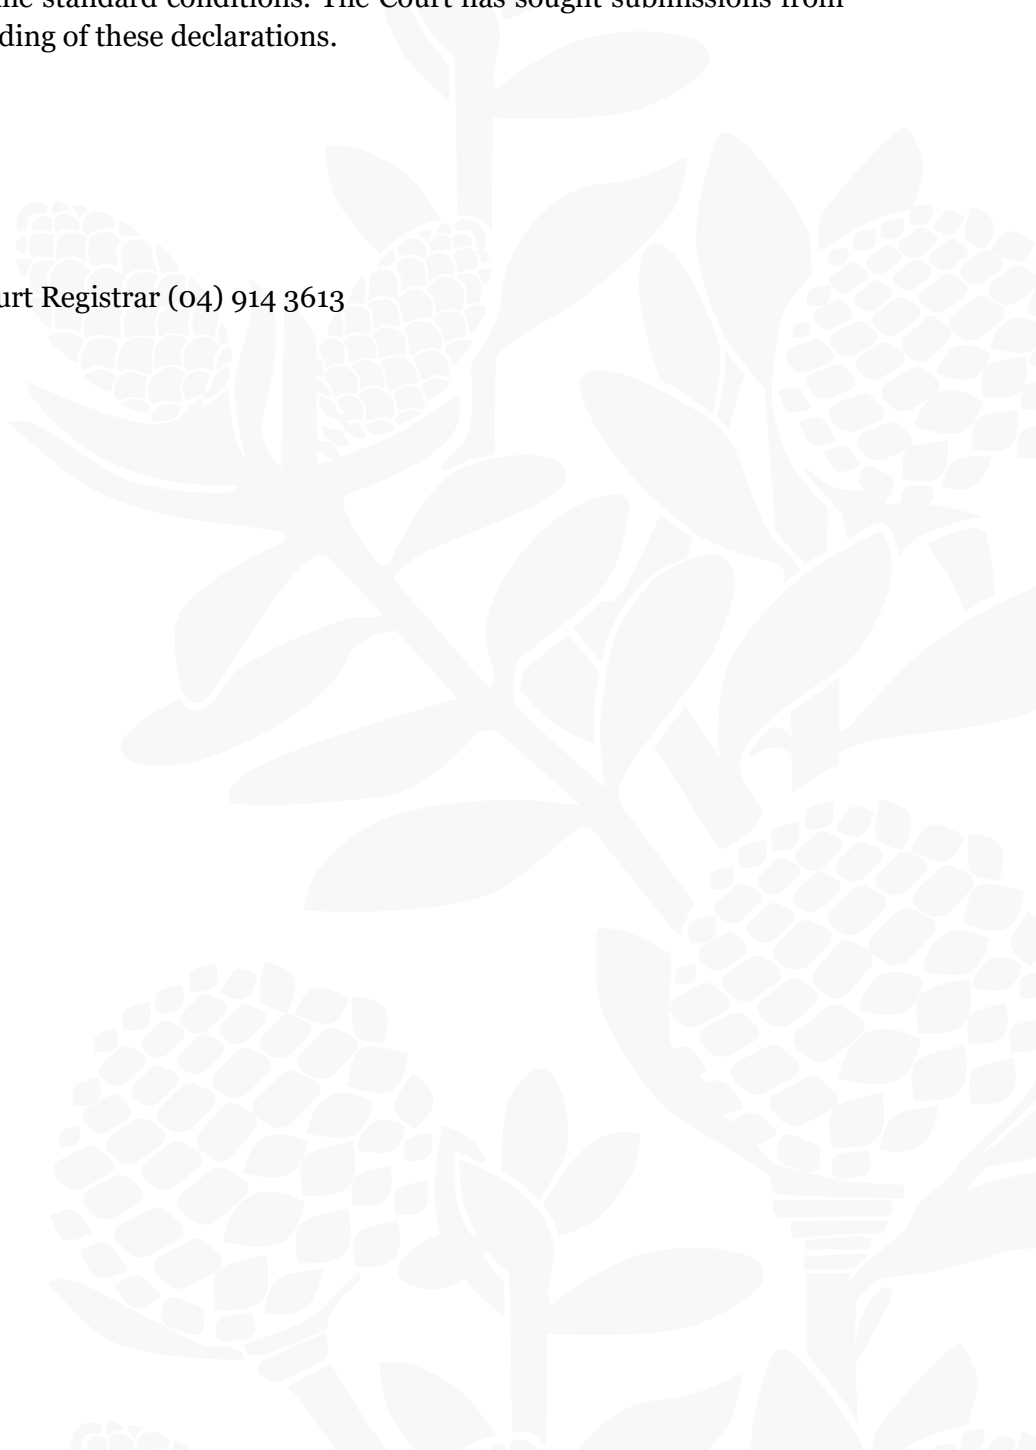 the standard conditions. The Court has sought submissions from
ding of these declarations.
urt Registrar (04) 914 3613